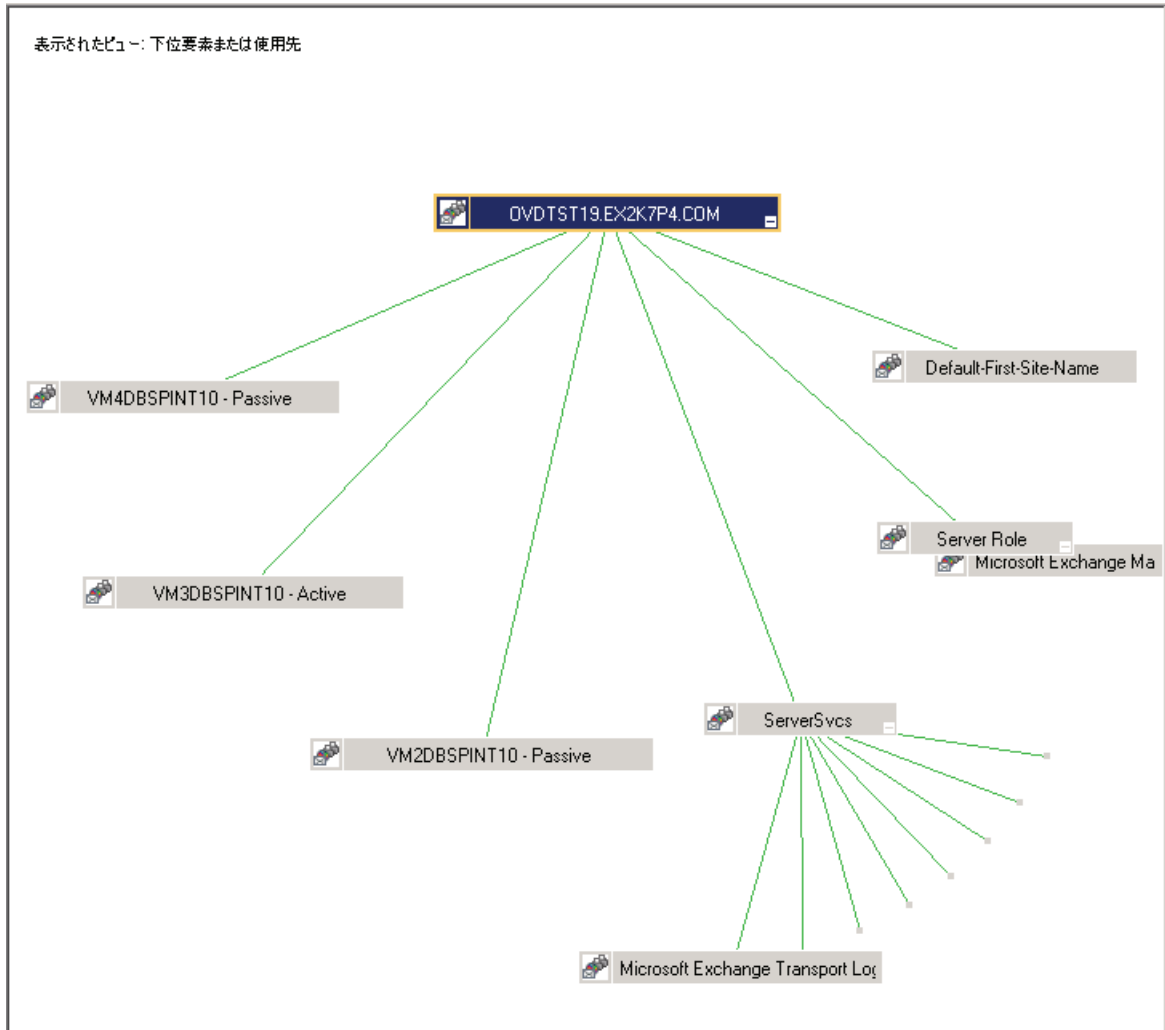 表示されたビュー: 下位要素または使用先
OVDTST19.EX2K7P4.COM
Default-First-Site-Name
VM4DBSPINT10 - Passive
Server Role
Microsoft Exchange Ma
VM3DBSPINT10 - Active
ServerSvcs
VM2DBSPINT10 - Passive
Microsoft Exchange Transport Log